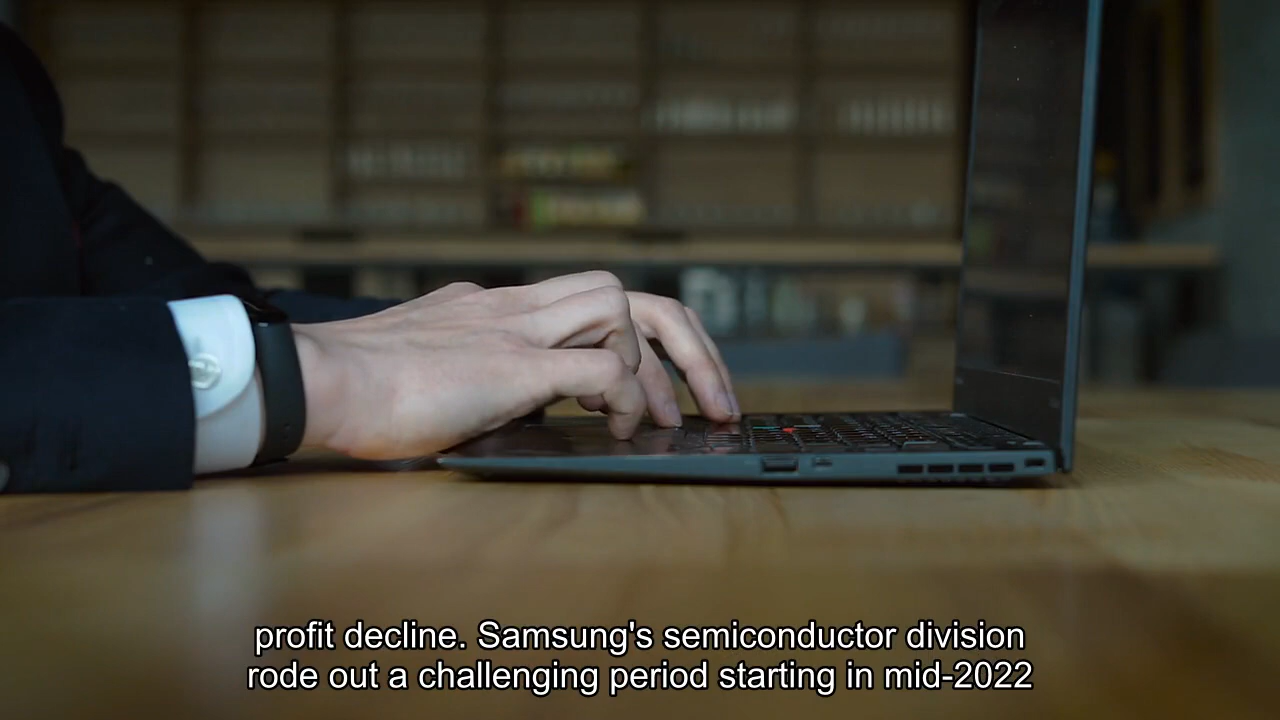 profit decline. Samsung's semiconductor division
rode out a challenging period starting in mid-2022